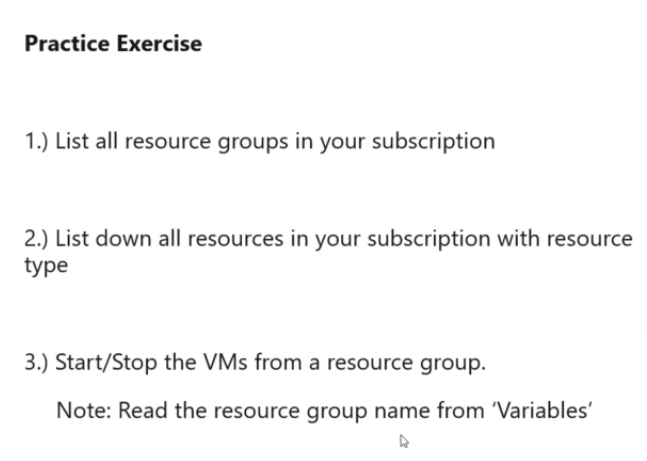 Practice Exercise
1.) List all resource groups in your subscription
2.) List down all resources in your subscription with resource
type
3.) Start/Stop the VMs from a resource group.
Note: Read the resource group name from ‘Variables’